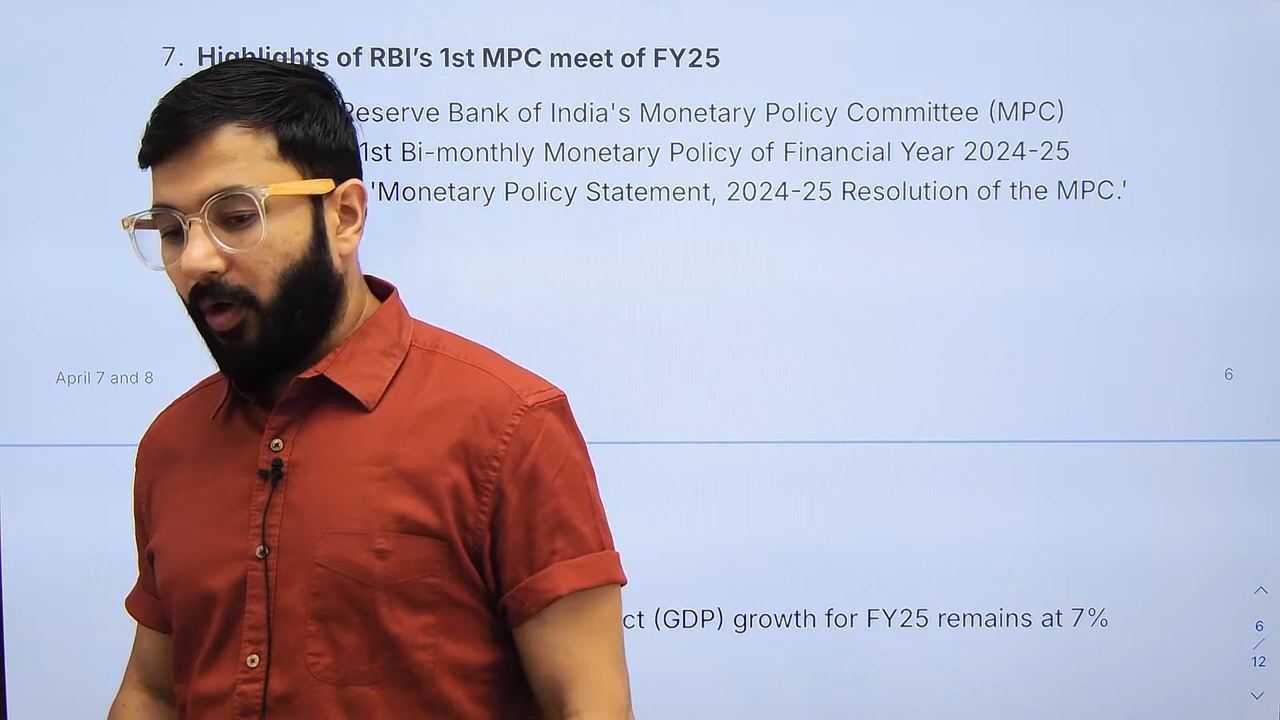 7. Highlights of RBI's 1st MPC meet of FY25
Reserve Bank of India's Monetary Policy Committee (MPC)
1st Bi-monthly Monetary Policy of Financial Year 2024-25
'Monetary Policy Statement, 2024-25 Resolution of the MPC.'
April 7 and 8
6
(GDP) growth for FY25 remains at 7%
6
/
12